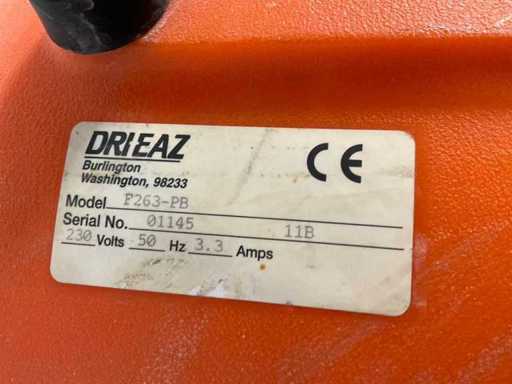 DRIEAZ
CE
Burlington
Washington, 98233
Model F263-PB
Serial No. 01145 11B
230 Volts 50 Hz 3.3 Amps